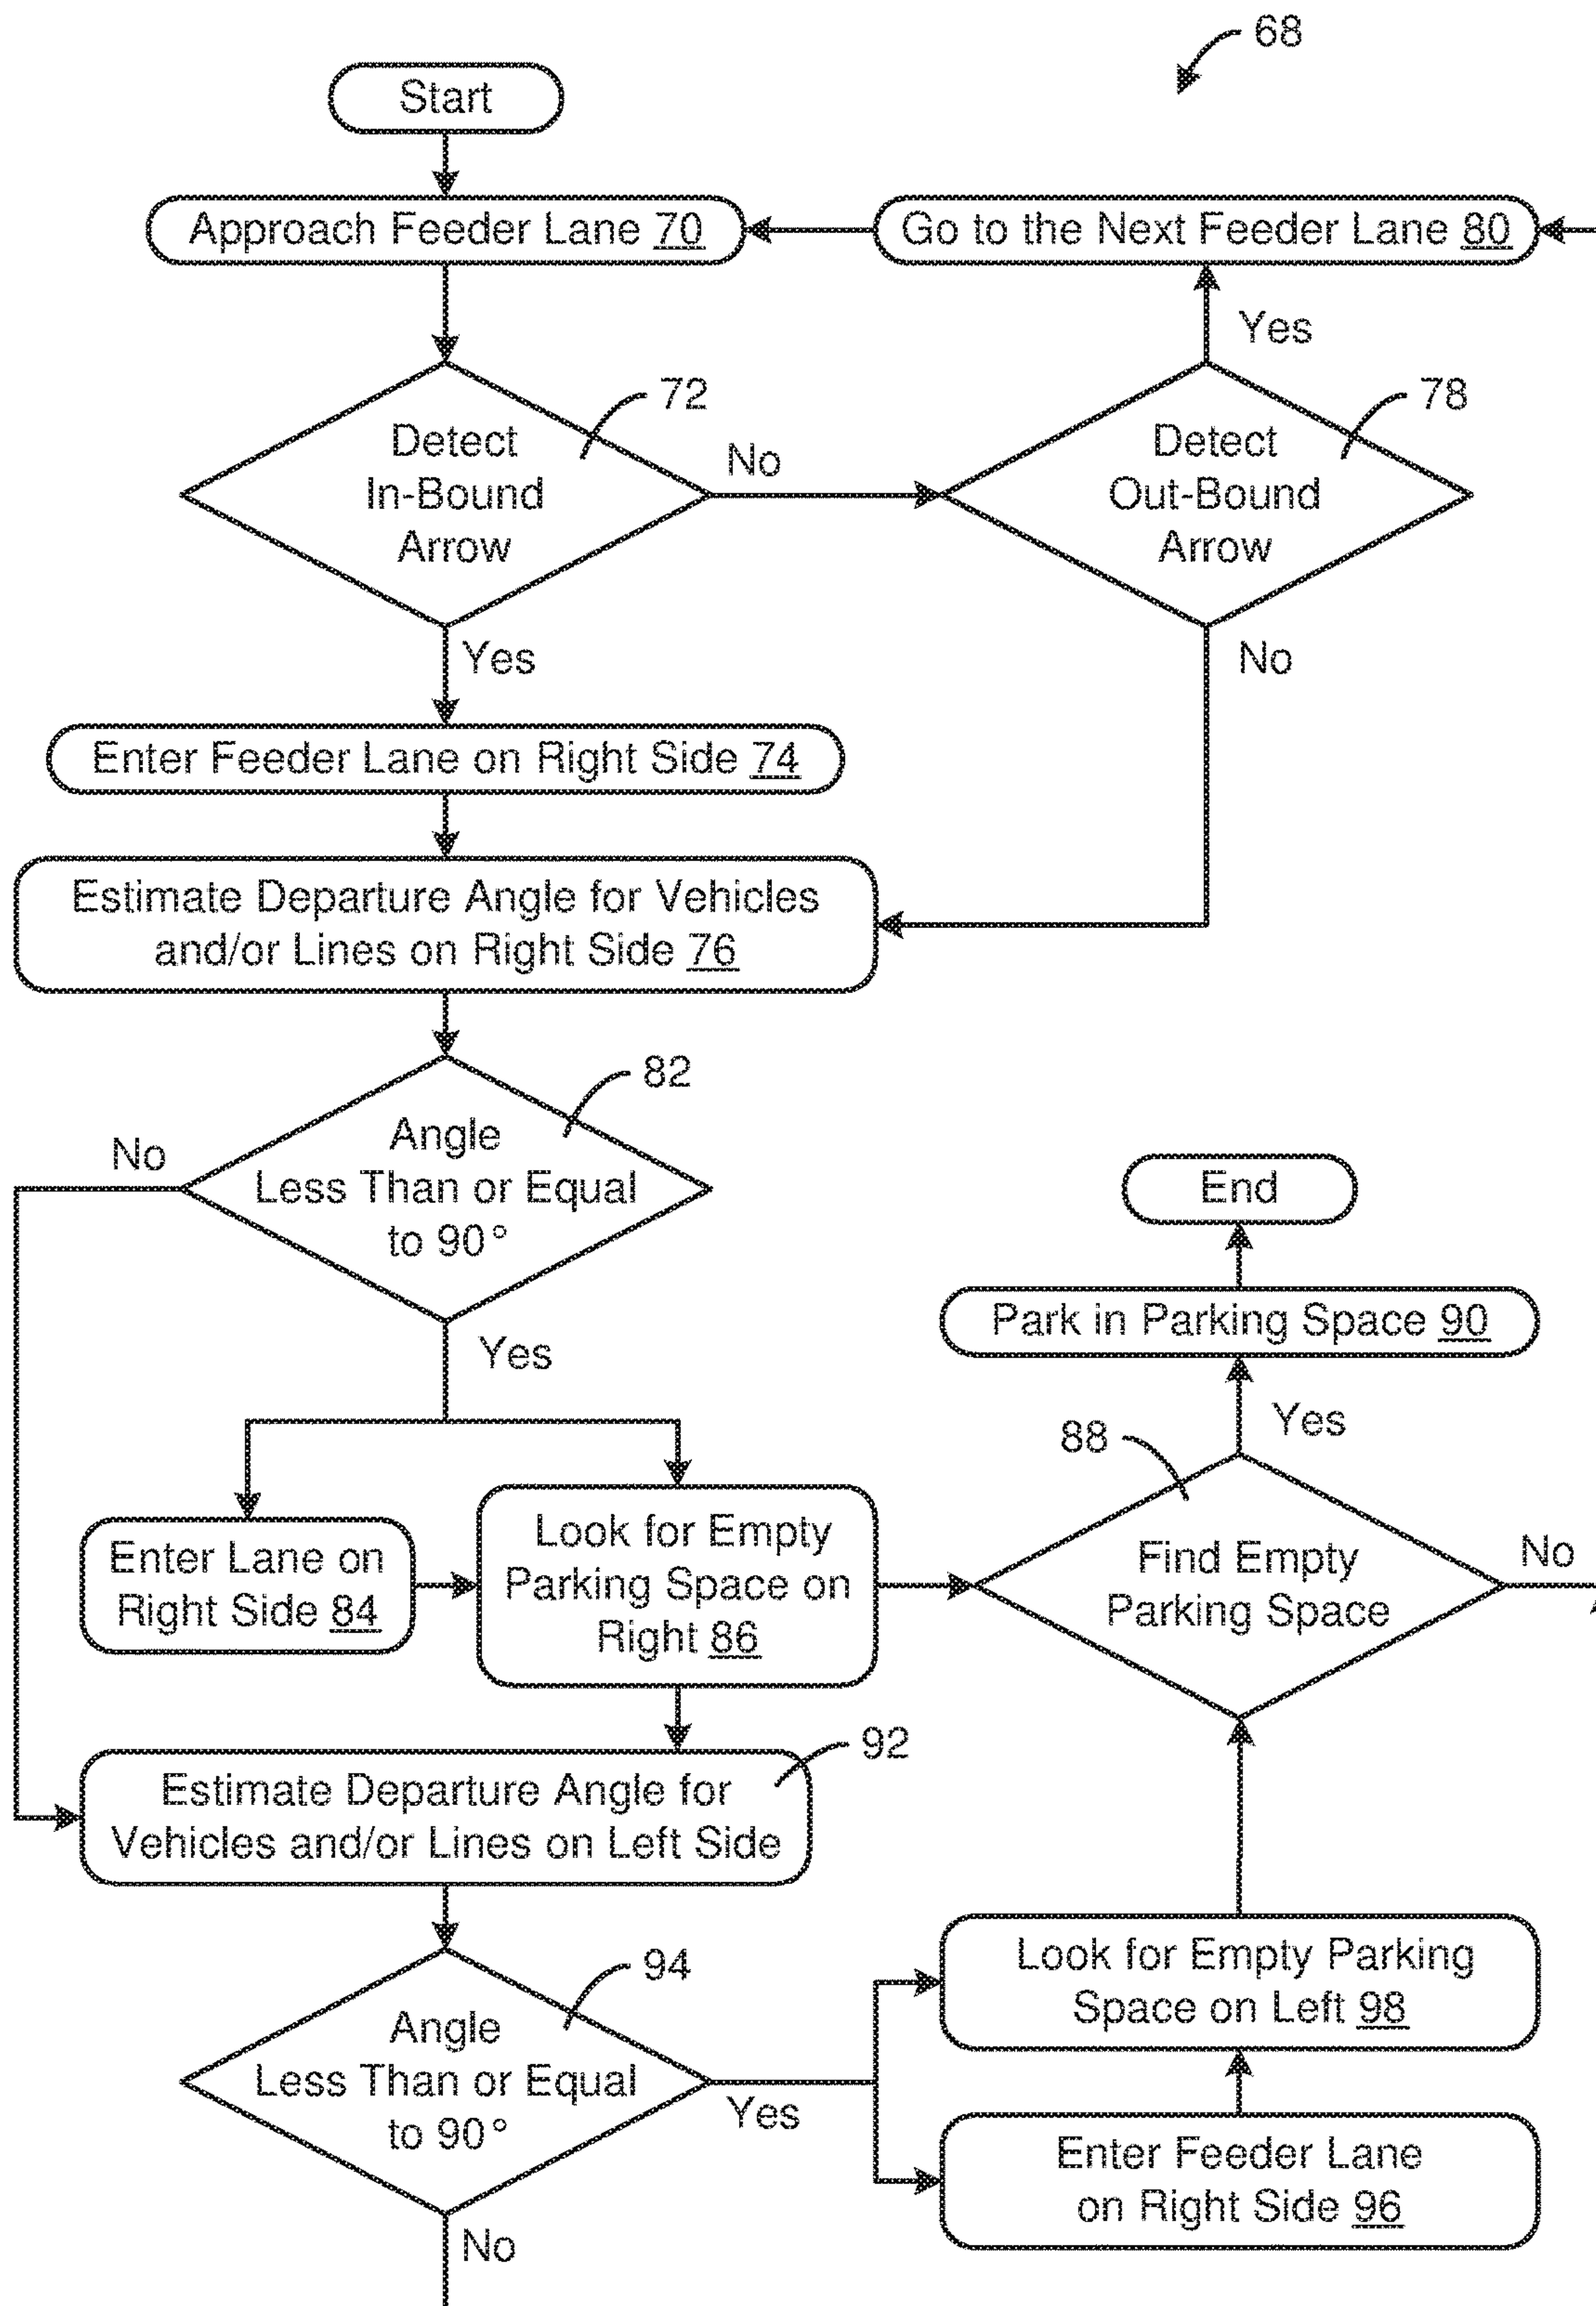 68
Start
Approach Feeder Lane 70
Go to the Next Feeder Lane 80
Yes
72
Detect
In-Bound
Arrow
No
78
Detect
Out-Bound
Arrow
Yes
No
Enter Feeder Lane on Right Side 74
Estimate Departure Angle for Vehicles
and/or Lines on Right Side 76
82
No
Angle
Less Than or Equal
to 90°
End
Park in Parking Space 90
Yes
Yes
88
Enter Lane on
Right Side 84
Look for Empty
Parking Space on
Right 86
Find Empty
Parking Space
No
92
Estimate Departure Angle for
Vehicles and/or Lines on Left Side
94
Angle
Less Than or Equal
to 90°
Yes
Look for Empty Parking
Space on Left 98
Enter Feeder Lane
on Right Side 96
No